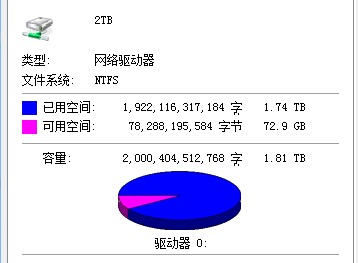 2TB
类型: 网络驱动器
文件系统: NTFS
已用空间: 1,922,116,317,184 字 1.74 TB
可用空间: 78,288,195,584 字节 72.9 GB
容量: 2,000,404,512,768 字 1.81 TB
驱动器 O: